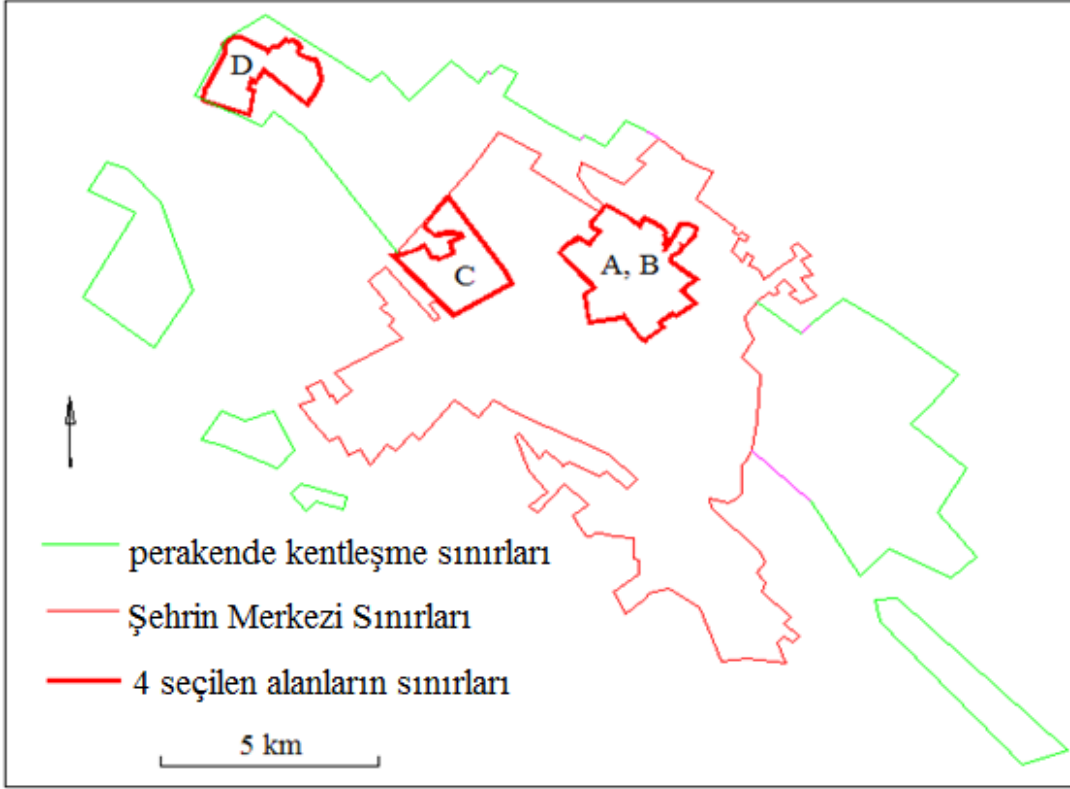 D
A, B
C
perakende kentleşme sınırları
Şehrin Merkezi Sınırları
4 seçilen alanların sınırları
5 km